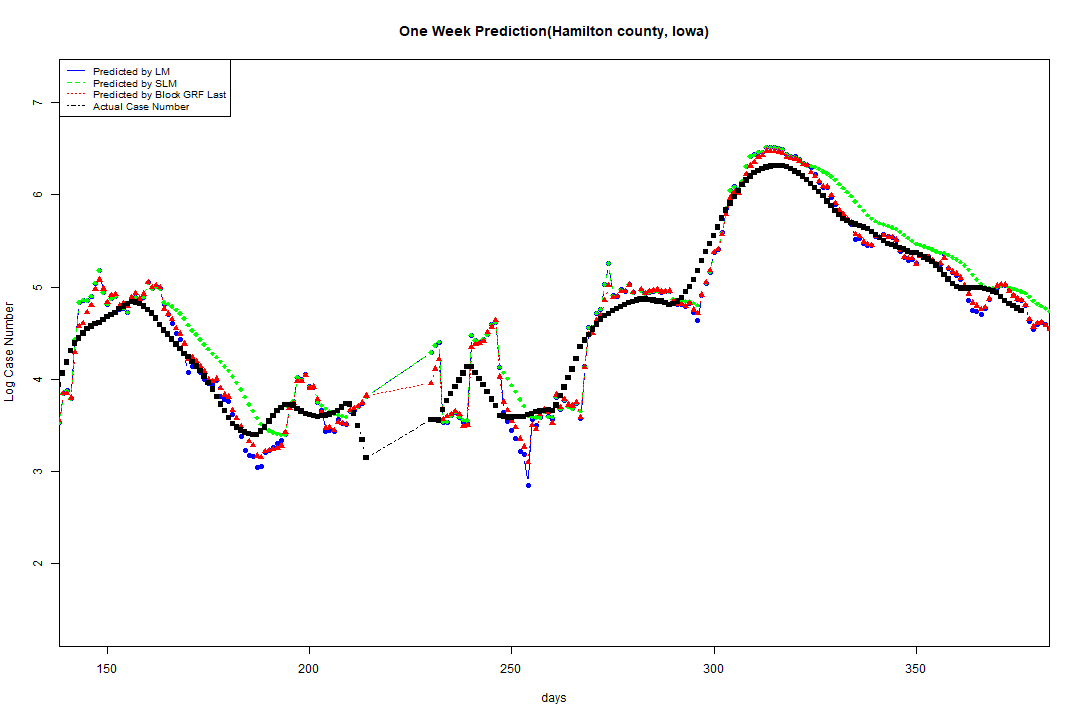 One Week Prediction(Hamilton county, Iowa)
Predicted by LM
Predicted by SLM
Predicted by Block GRF Last
Actual Case Number
7
6
5
4
3
2
Log Case Number
150 200 250 300 350
days